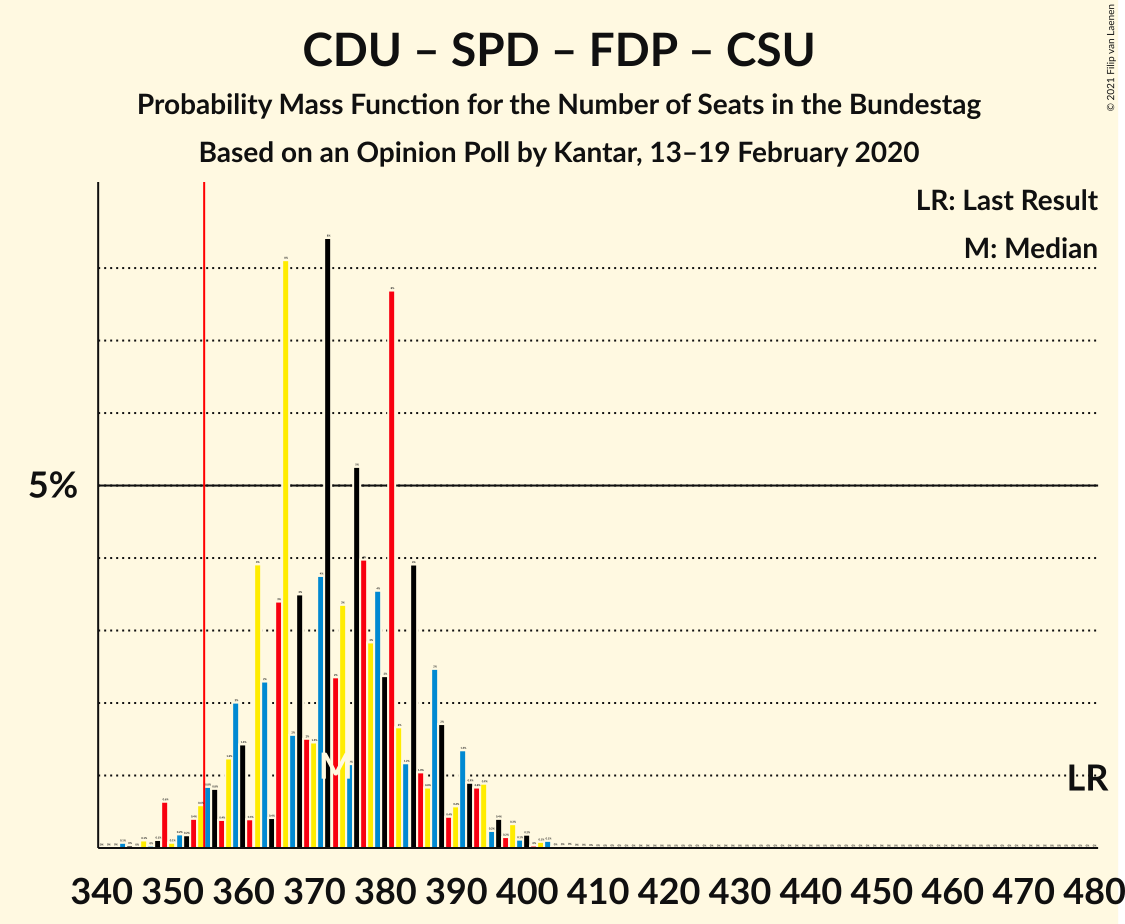 CDU – SPD – FDP – CSU
Probability Mass Function for the Number of Seats in the Bundestag
Based on an Opinion Poll by Kantar, 13–19 February 2020
© 2021 Filip van Laenen
LR: Last Result
M: Median
5%
M
LR
340 350 360 370 380 390 400 410 420 430 440 450 460 470 480